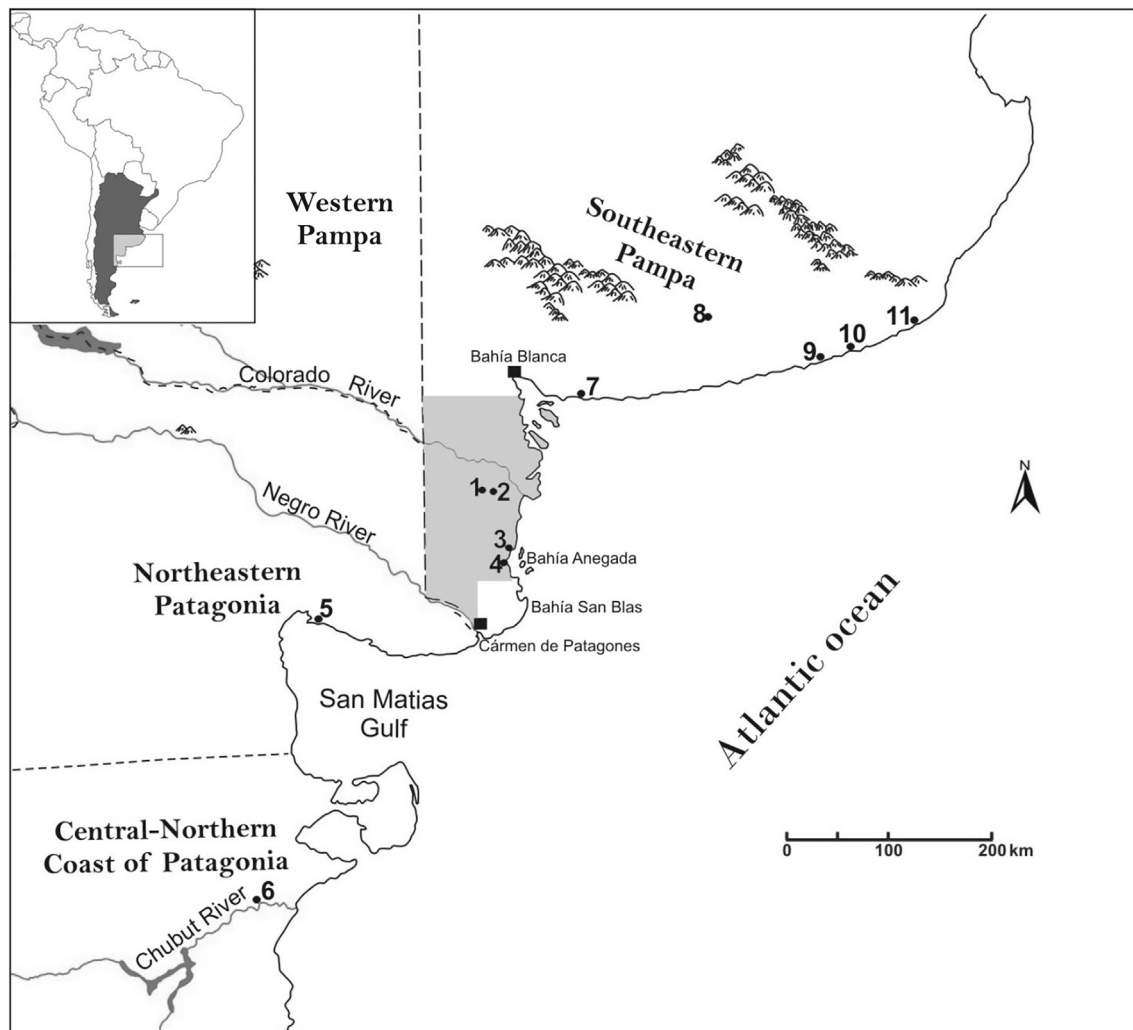 Western
Pampa
Southeastern
Pampa
8
11
10
9
Bahía Blanca
7
Colorado River
1
2
Negro River
3
4
Bahía Anegada
N
Northeastern
Patagonia
5
Bahía San Blas
Cármen de Patagones
San Matias
Gulf
Atlantic ocean
Central-Northern
Coast of Patagonia
0 100 200 km
6
Chubut River